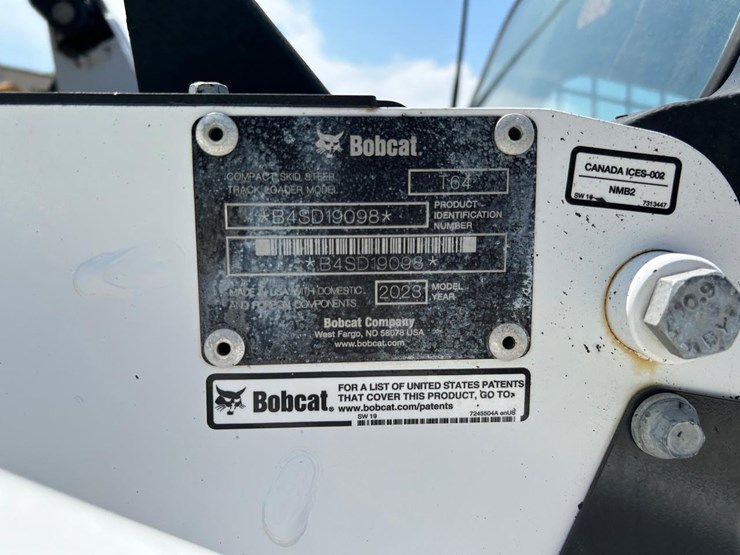 Bobcat.
COMPACT SKID STEER
TRACK LOADER MODEL
T64
*B4SD19098*
PRODUCT
IDENTIFICATION
NUMBER
*B4SD19098*
MADE IN USA WITH DOMESTIC
AND FOREIGN COMPONENTS
2023
MODEL
YEAR
Bobcat Company
West Fargo, ND 58078 USA
www.bobcat.com
CANADA ICES-002
NMB2
SW 16
7313447
Bobcat.
FOR A LIST OF UNITED STATES PATENTS
THAT COVER THIS PRODUCT, GO TO:
www.bobcat.com/patents
SW 19
7245504A enUS
10.9